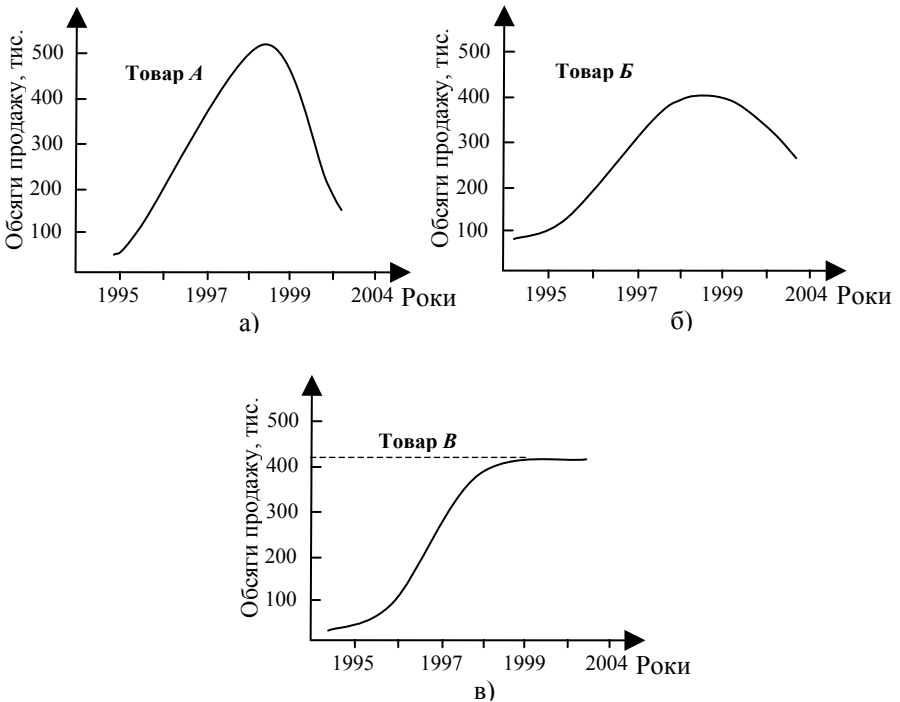 Обсяги продажу, тис.
500
400
300
200
100
Товар А
1995 1997 1999 2004 Роки
а)
Обсяги продажу, тис.
500
400
300
200
100
Товар Б
1995 1997 1999 2004 Роки
б)
Обсяги продажу, тис.
500
400
300
200
100
Товар В
1995 1997 1999 2004 Роки
в)